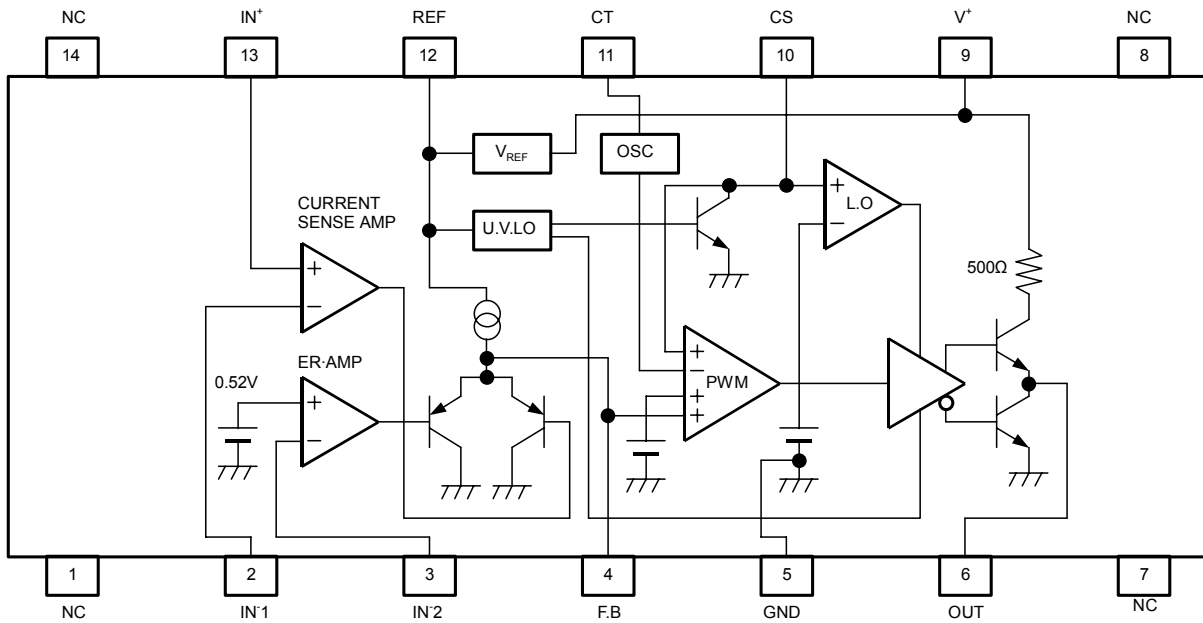 NC IN⁺ REF CT CS V⁺ NC
14 13 12 11 10 9 8
V_REF
OSC
CURRENT
SENSE AMP
U.V.LO
+
−
L.O
500Ω
+
−
ER·AMP
0.52V
+
−
+
−
+
+
PWM
1 2 3 4 5 6 7
NC IN⁻1 IN⁻2 F.B GND OUT NC